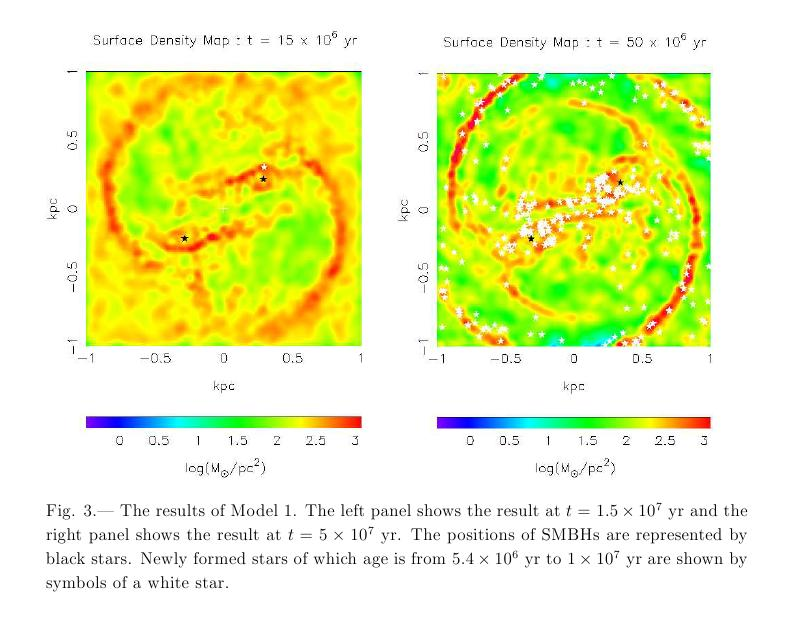 Surface Density Map : t = 15 x 10⁶ yr
Surface Density Map : t = 50 x 10⁶ yr
1
0.5
0
−0.5
−1
kpc
−1 −0.5 0 0.5 1
kpc
1
0.5
0
−0.5
−1
kpc
−1 −0.5 0 0.5 1
kpc
0 0.5 1 1.5 2 2.5 3
log(M⊙/pc²)
0 0.5 1 1.5 2 2.5 3
log(M⊙/pc²)
Fig. 3.— The results of Model 1. The left panel shows the result at t = 1.5 × 10⁷ yr and the
right panel shows the result at t = 5 × 10⁷ yr. The positions of SMBHs are represented by
black stars. Newly formed stars of which age is from 5.4 × 10⁶ yr to 1 × 10⁷ yr are shown by
symbols of a white star.